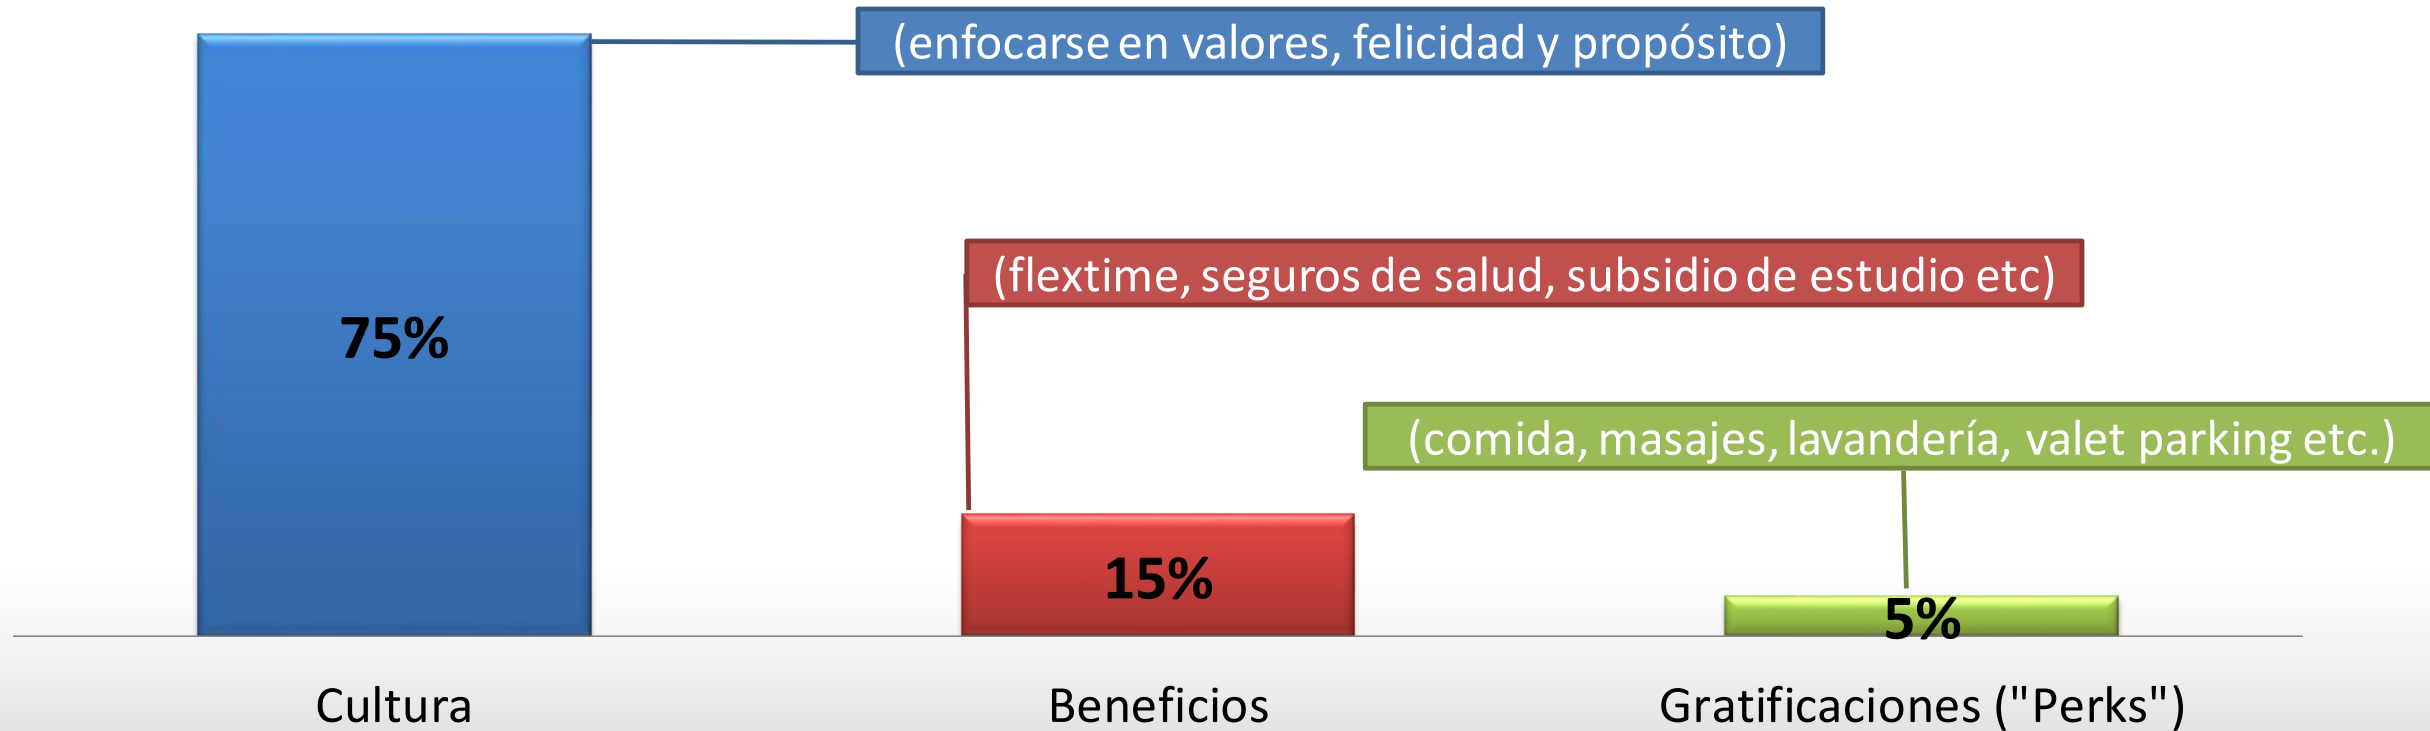 (enfocarse en valores, felicidad y propósito)
(flextime, seguros de salud, subsidio de estudio etc)
75%
(comida, masajes, lavandería, valet parking etc.)
15%
5%
Cultura
Beneficios
Gratificaciones ("Perks")